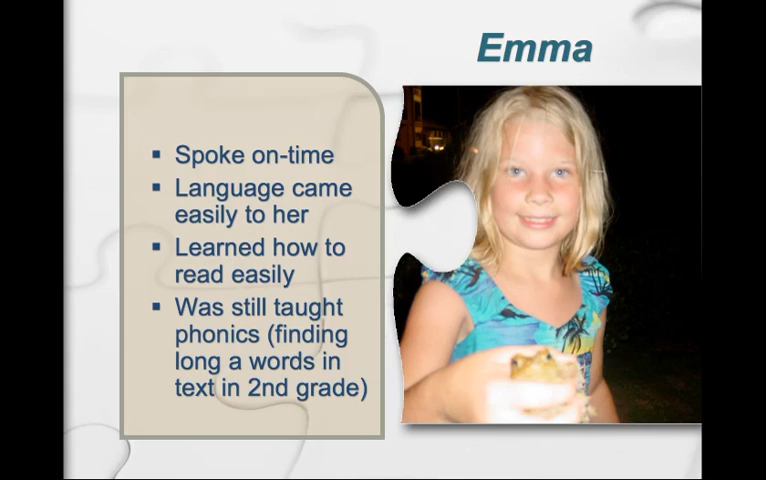 Emma
▪ Spoke on-time
▪ Language came
easily to her
▪ Learned how to
read easily
▪ Was still taught
phonics (finding
long a words in
text in 2nd grade)